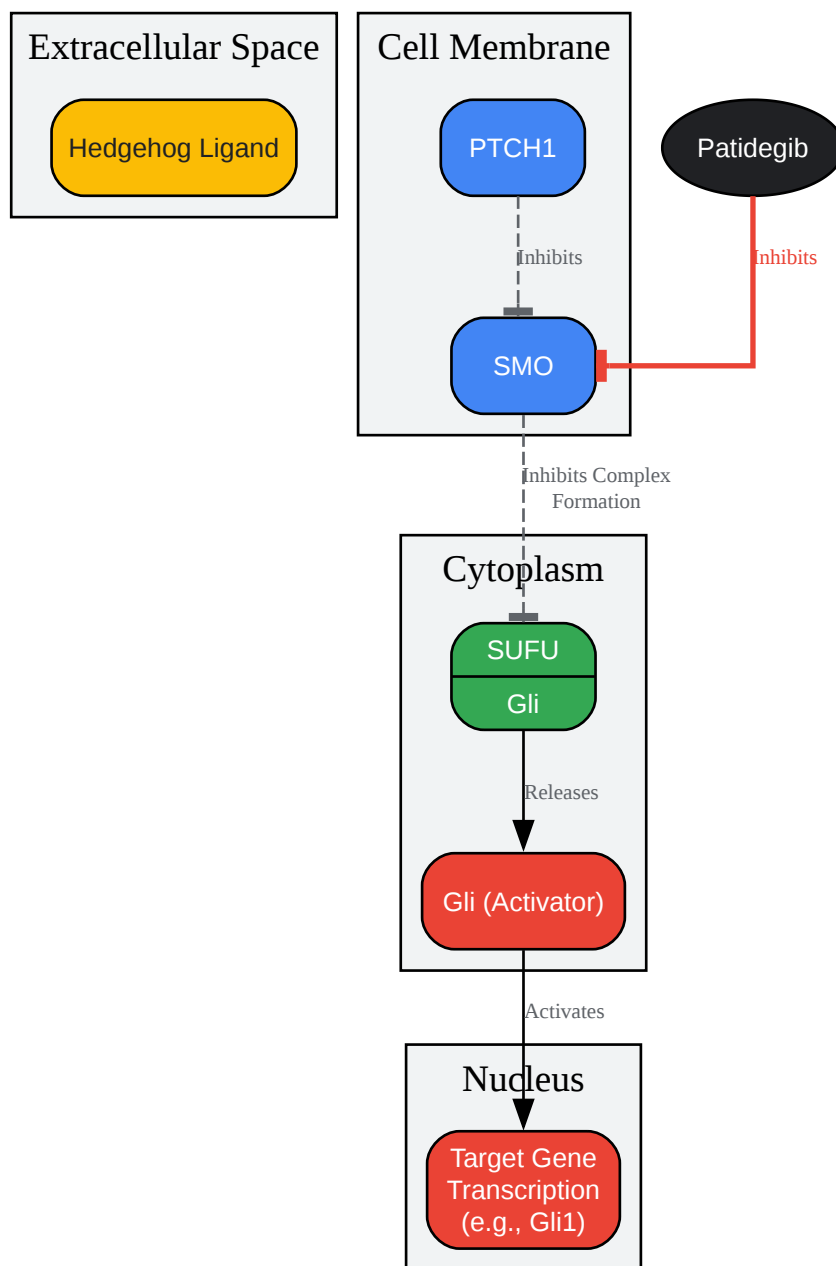 Extracellular Space
Hedgehog Ligand
Cell Membrane
PTCH1
Patidegib
Inhibits
Inhibits
SMO
Inhibits Complex
Formation
Cytoplasm
SUFU
Gli
Releases
Gli (Activator)
Activates
Nucleus
Target Gene
Transcription
(e.g., Gli1)